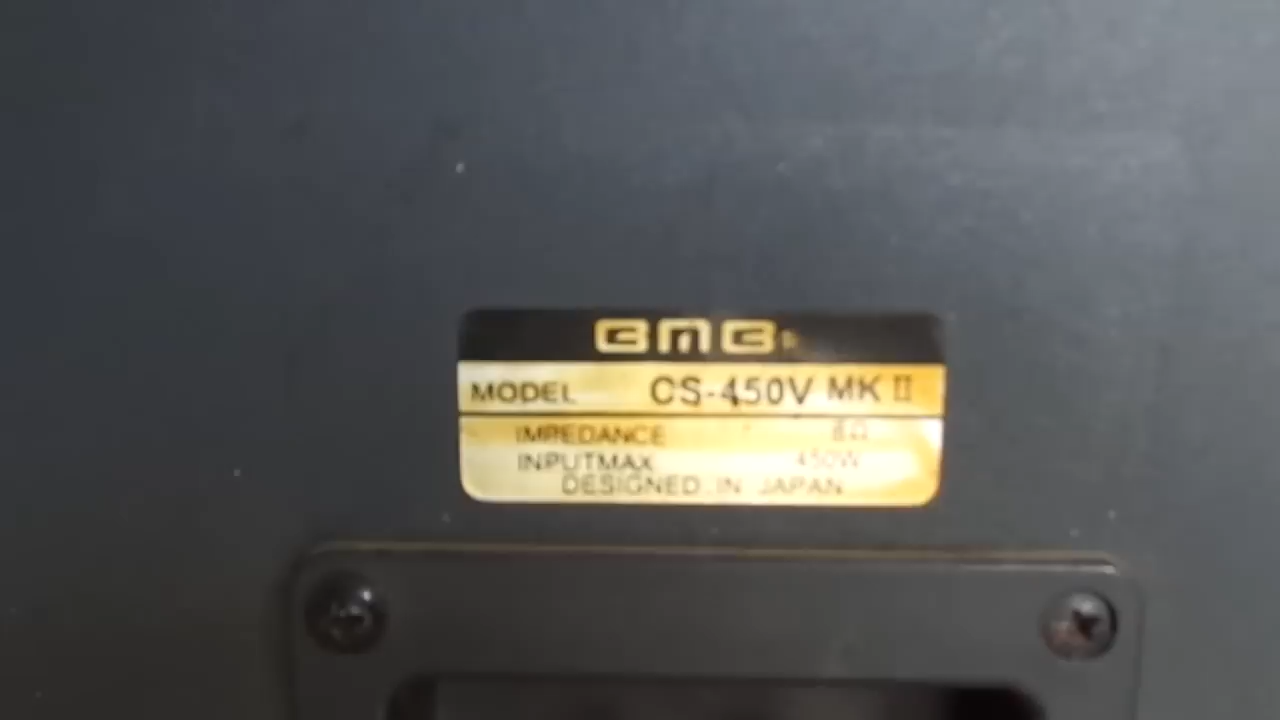 BMB
MODEL CS-450V MK II
IMPEDANCE 8Ω
INPUTMAX 450W
DESIGNED IN JAPAN